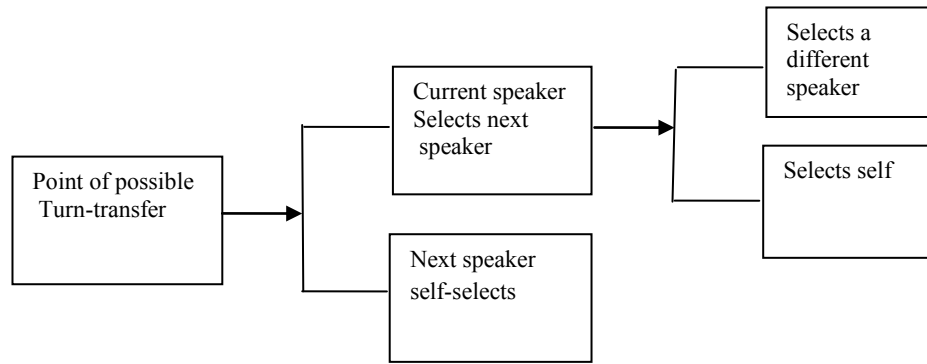 Point of possible
Turn-transfer
Current speaker
Selects next
speaker
Next speaker
self-selects
Selects a
different
speaker
Selects self